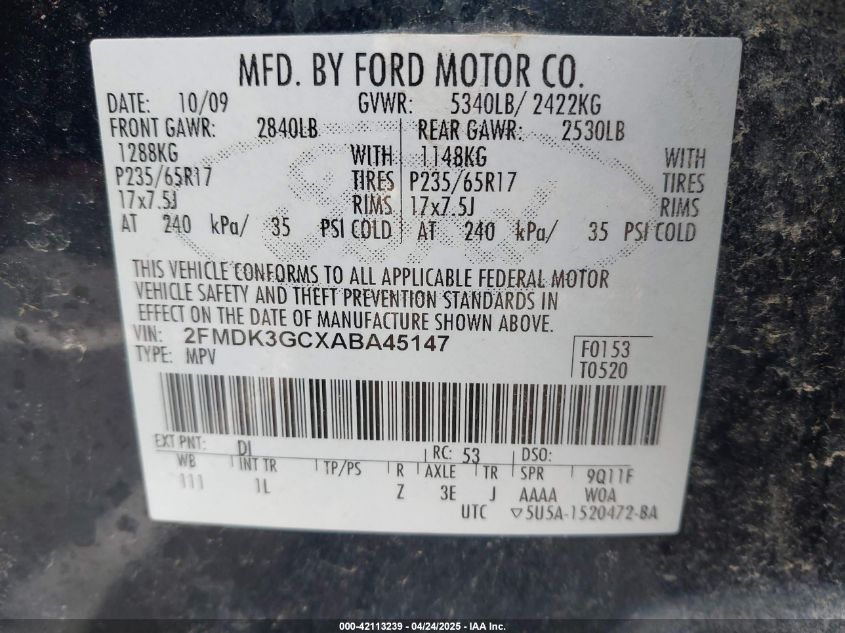 MFD. BY FORD MOTOR CO.
DATE: 10/09 GVWR: 5340LB/ 2422KG
FRONT GAWR: 2840LB REAR GAWR: 2530LB
1288KG WITH 1148KG WITH
P235/65R17 TIRES P235/65R17 TIRES
17x7.5J RIMS 17x7.5J RIMS
AT 240 kPa/ 35 PSI COLD AT 240 kPa/ 35 PSI COLD
THIS VEHICLE CONFORMS TO ALL APPLICABLE FEDERAL MOTOR
VEHICLE SAFETY AND THEFT PREVENTION STANDARDS IN
EFFECT ON THE DATE OF MANUFACTURE SHOWN ABOVE.
VIN: 2FMDK3GCXABA45147 F0153
TYPE: MPV T0520
EXT PNT: DL RC: 53 DSO:
WB INT TR TP/PS R AXLE TR SPR 9Q11F
111 1L Z 3E J AAAA WOA
UTC ▽5U5A-1520472-BA
000-42113239 - 04/24/2025 - IAA Inc.